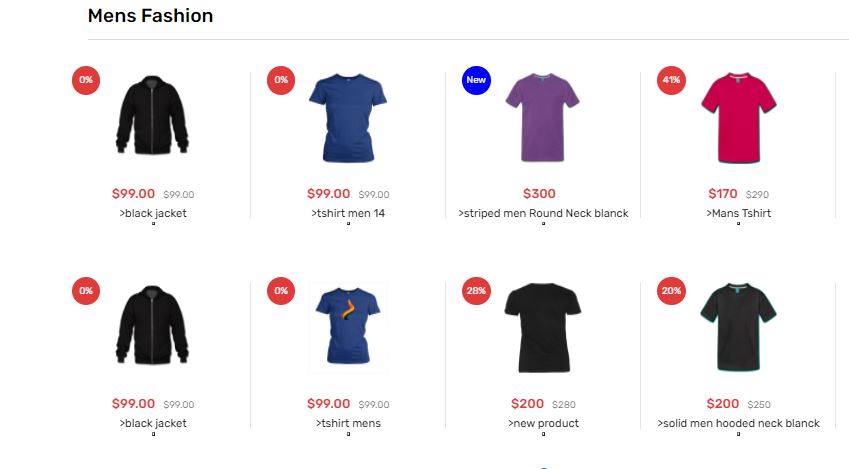 Mens Fashion
0% 0% New 41%
$99.00 $99.00 $99.00 $99.00 $300 $170 $290
>black jacket >tshirt men 14 >striped men Round Neck blanck >Mans Tshirt
0% 0% 28% 20%
$99.00 $99.00 $99.00 $99.00 $200 $280 $200 $250
>black jacket >tshirt mens >new product >solid men hooded neck blanck